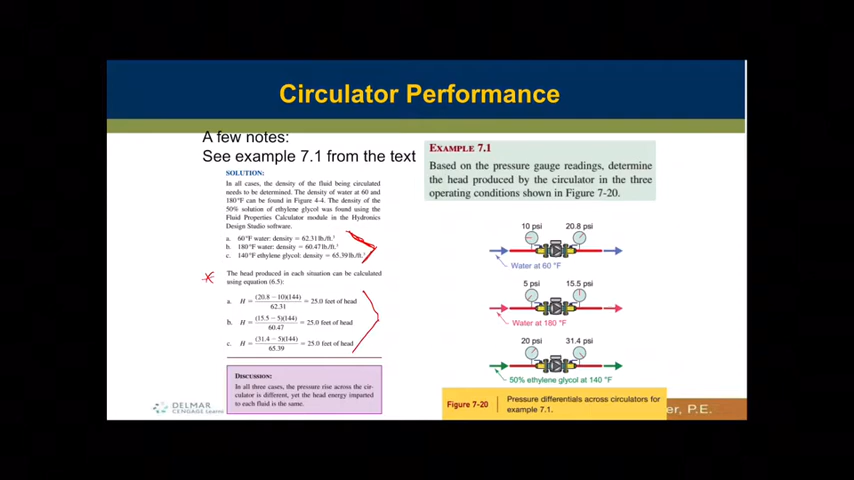 Circulator Performance
A few notes:
See example 7.1 from the text
SOLUTION:
In all cases, the density of the fluid being circulated
needs to be determined. The density of water at 60 and
180 °F can be found in Figure 4-4. The density of the
50% solution of ethylene glycol was found using the
Fluid Properties Calculator module in the Hydronics
Design Studio software.
a. 60 °F water: density = 62.31 lb./ft.³
b. 180 °F water: density = 60.47 lb./ft.³
c. 140 °F ethylene glycol: density = 65.39 lb./ft.³
The head produced in each situation can be calculated
using equation (6.5):
a. H = (20.8 − 10)(144) / 62.31 = 25.0 feet of head
b. H = (15.5 − 5)(144) / 60.47 = 25.0 feet of head
c. H = (31.4 − 5)(144) / 65.39 = 25.0 feet of head
DISCUSSION:
In all three cases, the pressure rise across the cir-
culator is different, yet the head energy imparted
to each fluid is the same.
DELMAR
CENGAGE Learni
EXAMPLE 7.1
Based on the pressure gauge readings, determine
the head produced by the circulator in the three
operating conditions shown in Figure 7-20.
10 psi 20.8 psi
Water at 60 °F
5 psi 15.5 psi
Water at 180 °F
20 psi 31.4 psi
50% ethylene glycol at 140 °F
Figure 7-20
Pressure differentials across circulators for
example 7.1.
er, P.E.